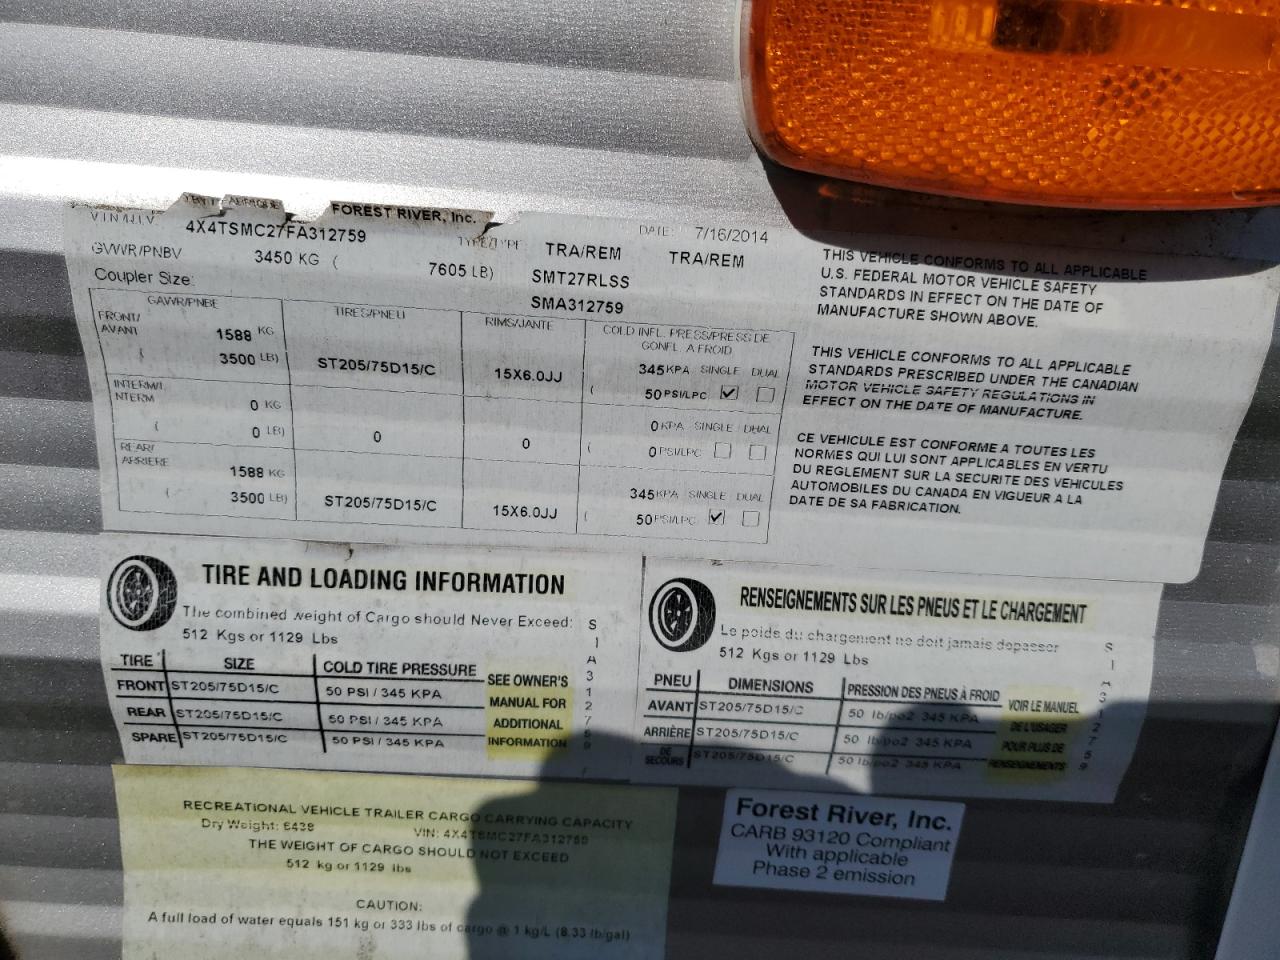 FOREST RIVER, Inc.
VIN/NIV 4X4TSMC27FA312759 TYPE/TYPE TRA/REM TRA/REM
DATE: 7/16/2014
GVWR/PNBV 3450 KG ( 7605 LB) SMT27RLSS
Coupler Size: SMA312759
GAWR/PNBE TIRES/PNEU RIMS/JANTE COLD INFL. PRESS/PRESS DE
GONFL. A FROID
FRONT/
AVANT 1588 KG
( 3500 LB) ST205/75D15/C 15X6.0JJ 345 KPA SINGLE DUAL
( 50 PSI/LPC
INTERM/I
NTERM 0 KG
( 0 LB) 0 0 0 KPA SINGLE DUAL
( 0 PSI/LPC
REAR/
ARRIERE 1588 KG
( 3500 LB) ST205/75D15/C 15X6.0JJ 345 KPA SINGLE DUAL
( 50 PSI/LPC
THIS VEHICLE CONFORMS TO ALL APPLICABLE
U.S. FEDERAL MOTOR VEHICLE SAFETY
STANDARDS IN EFFECT ON THE DATE OF
MANUFACTURE SHOWN ABOVE.
THIS VEHICLE CONFORMS TO ALL APPLICABLE
STANDARDS PRESCRIBED UNDER THE CANADIAN
MOTOR VEHICLE SAFETY REGULATIONS IN
EFFECT ON THE DATE OF MANUFACTURE.
CE VEHICULE EST CONFORME A TOUTES LES
NORMES QUI LUI SONT APPLICABLES EN VERTU
DU REGLEMENT SUR LA SECURITE DES VEHICULES
AUTOMOBILES DU CANADA EN VIGUEUR A LA
DATE DE SA FABRICATION.
TIRE AND LOADING INFORMATION
The combined weight of Cargo should Never Exceed:
512 Kgs or 1129 Lbs
TIRE SIZE COLD TIRE PRESSURE
FRONT ST205/75D15/C 50 PSI / 345 KPA
REAR ST205/75D15/C 50 PSI / 345 KPA
SPARE ST205/75D15/C 50 PSI / 345 KPA
SEE OWNER'S
MANUAL FOR
ADDITIONAL
INFORMATION
RENSEIGNEMENTS SUR LES PNEUS ET LE CHARGEMENT
Le poids du chargement ne doit jamais depasser
512 Kgs or 1129 Lbs
PNEU DIMENSIONS PRESSION DES PNEUS À FROID
AVANT ST205/75D15/C 50 lb/po2 345 KPA
ARRIÈRE ST205/75D15/C 50 lb/po2 345 KPA
DE
SECOURS ST205/75D15/C 50 lb/po2 345 KPA
VOIR LE MANUEL
DE L'USAGER
POUR PLUS DE
RENSEIGNEMENTS
RECREATIONAL VEHICLE TRAILER CARGO CARRYING CAPACITY
Dry Weight: 6438 VIN: 4X4TSMC27FA312759
THE WEIGHT OF CARGO SHOULD NOT EXCEED
512 kg or 1129 lbs
CAUTION:
A full load of water equals 151 kg or 333 lbs of cargo @ 1 kg/L (8.33 lb/gal)
Forest River, Inc.
CARB 93120 Compliant
With applicable
Phase 2 emission